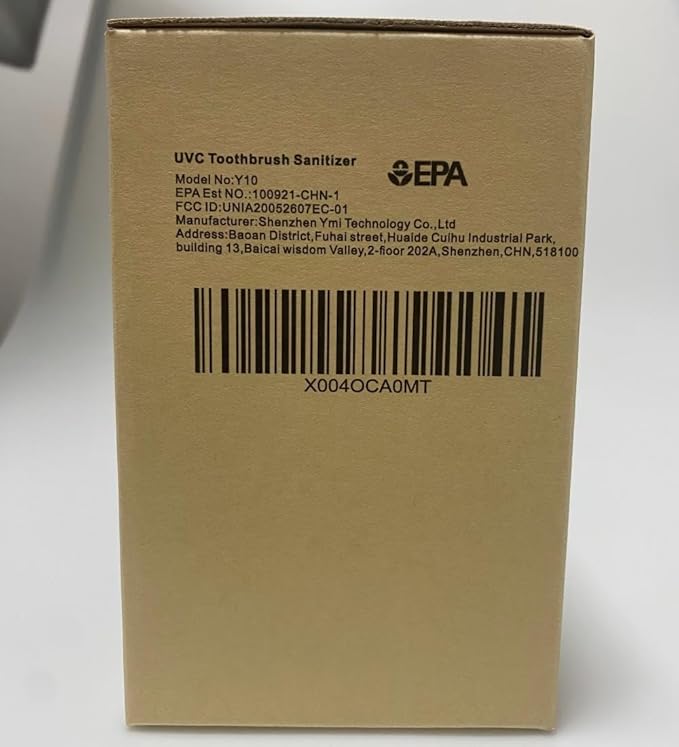 UVC Toothbrush Sanitizer
EPA
Model No:Y10
EPA Est NO.:100921-CHN-1
FCC ID:UNIA20052607EC-01
Manufacturer:Shenzhen Ymi Technology Co.,Ltd
Address:Baoan District,Fuhai street,Huaide Cuihu Industrial Park,
building 13,Baicai wisdom Valley,2-floor 202A,Shenzhen,CHN,518100
X004OCA0MT